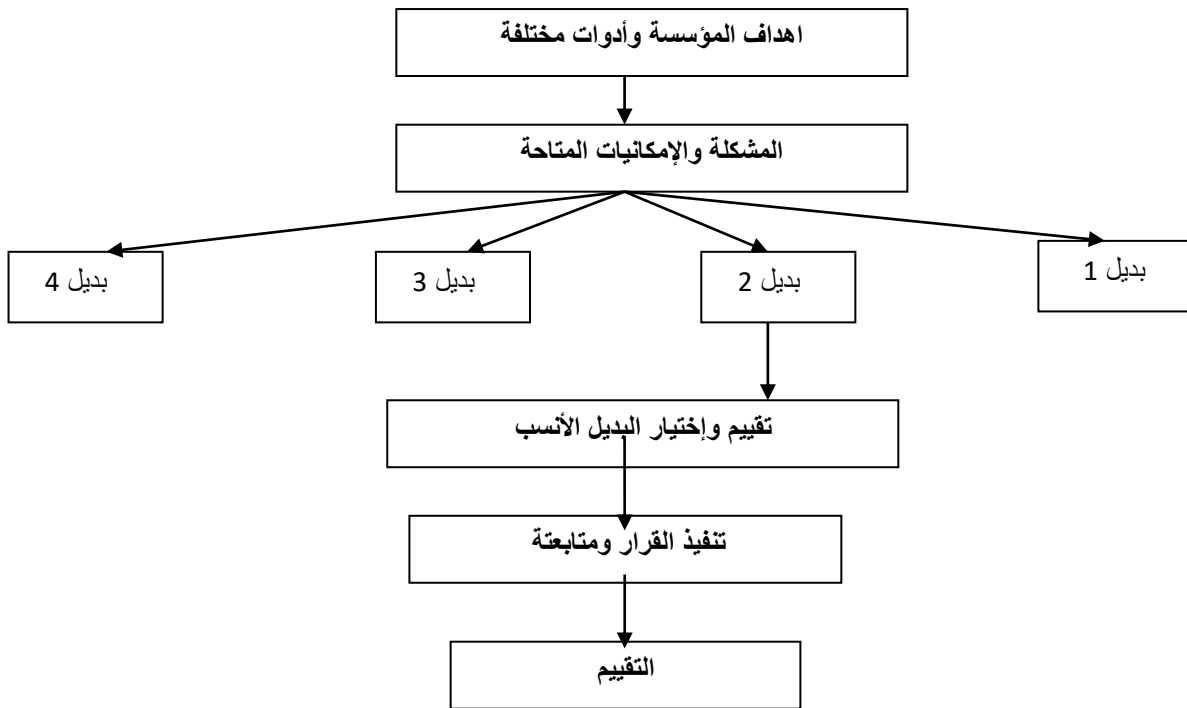 اهداف المؤسسة وأدوات مختلفة
المشكلة والإمكانيات المتاحة
بديل 1
بديل 2
بديل 3
بديل 4
تقييم وإختيار البديل الأنسب
تنفيذ القرار ومتابعتة
التقييم